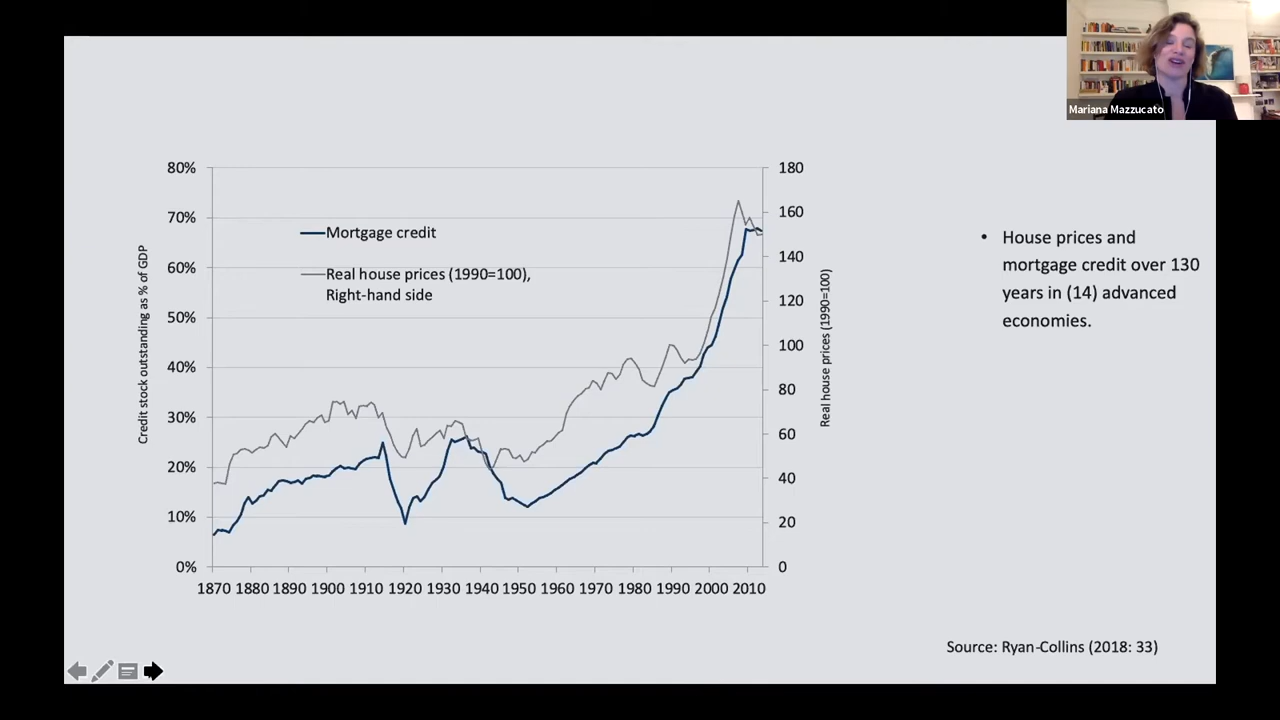 Mariana Mazzucato
80%
70%
60%
50%
40%
30%
20%
10%
0%
Credit stock outstanding as % of GDP
Mortgage credit
Real house prices (1990=100),
Right-hand side
180
160
140
120
100
80
60
40
20
0
Real house prices (1990=100)
1870 1880 1890 1900 1910 1920 1930 1940 1950 1960 1970 1980 1990 2000 2010
• House prices and
mortgage credit over 130
years in (14) advanced
economies.
Source: Ryan-Collins (2018: 33)